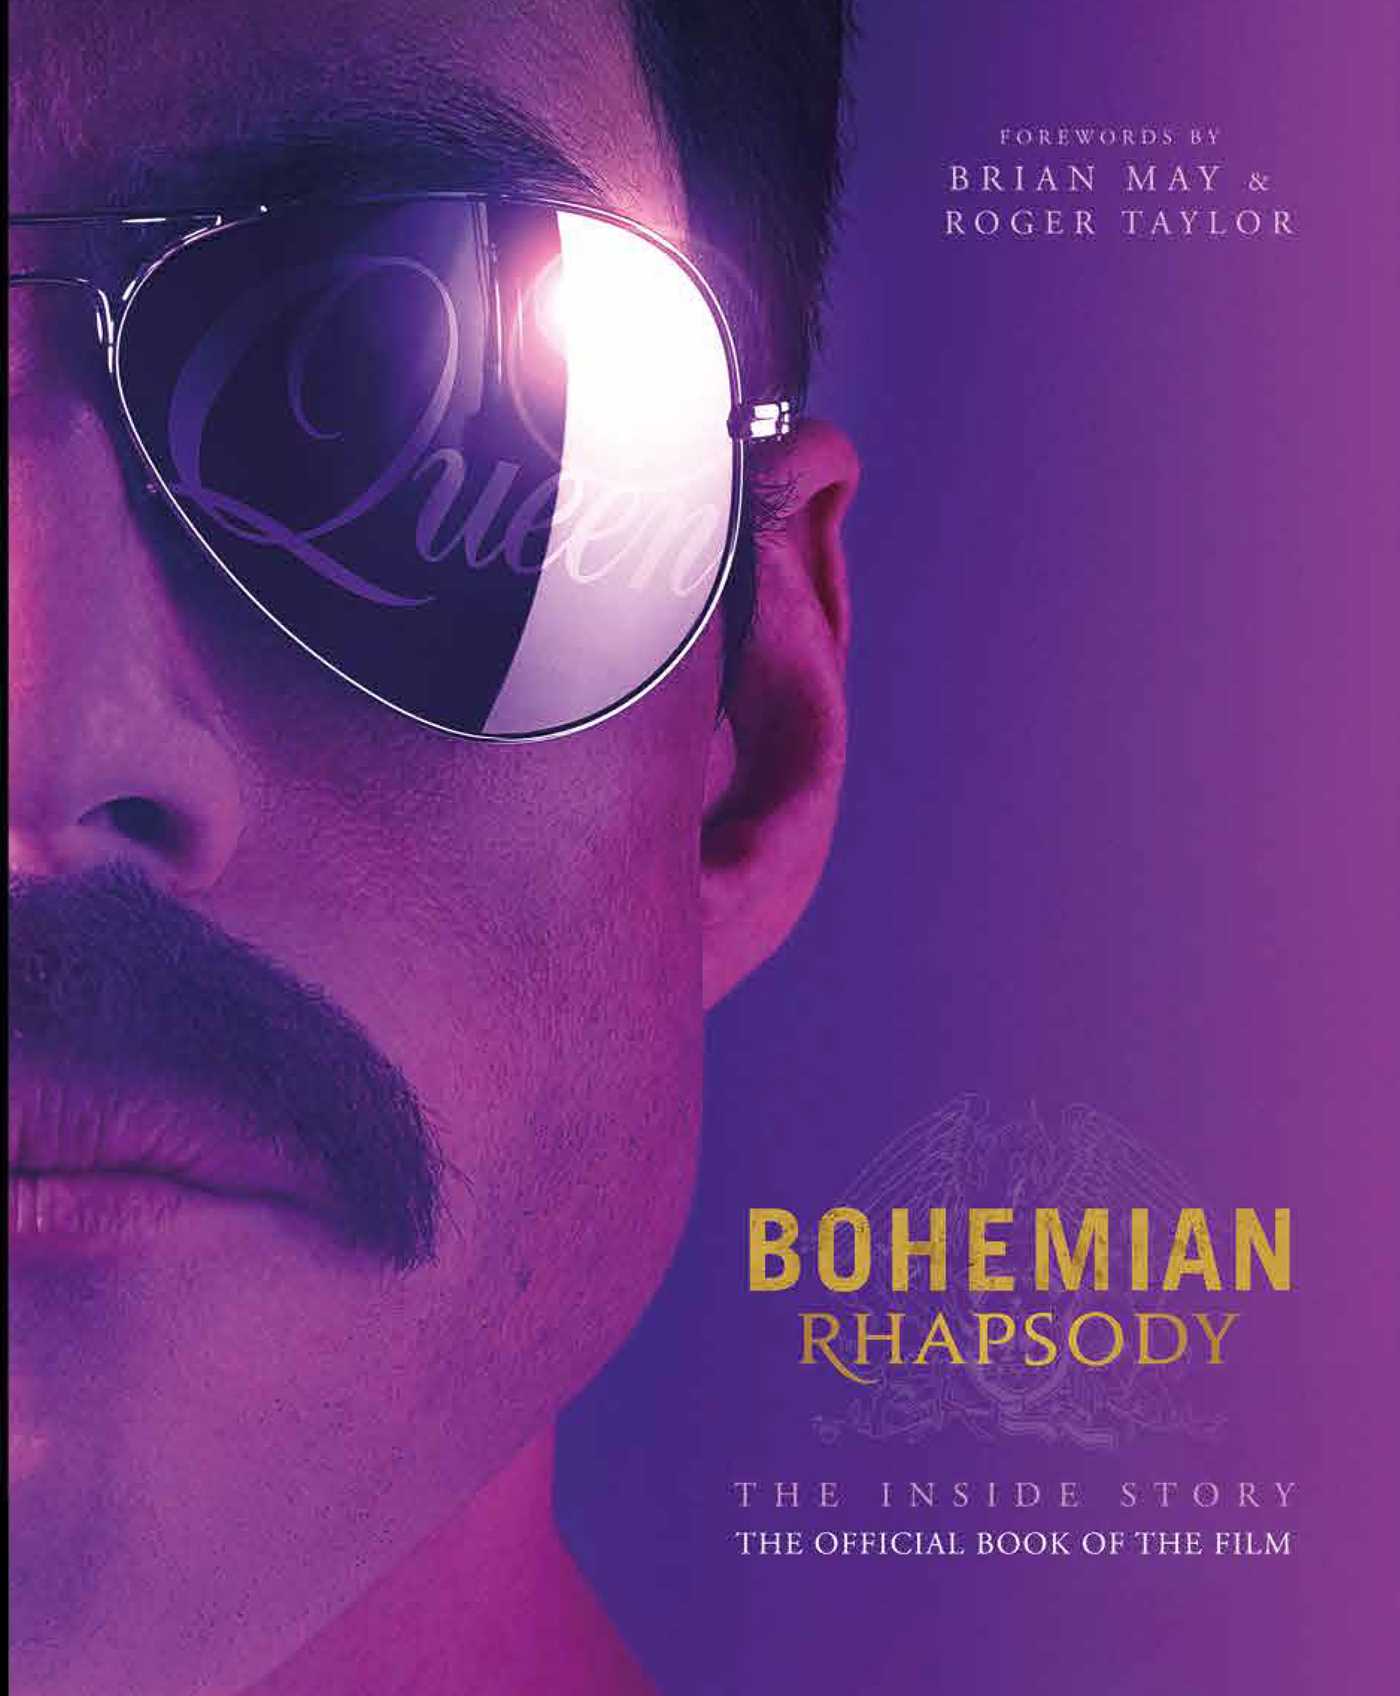 FOREWORDS BY
BRIAN MAY &
ROGER TAYLOR
Queen
BOHEMIAN
RHAPSODY
THE INSIDE STORY
THE OFFICIAL BOOK OF THE FILM